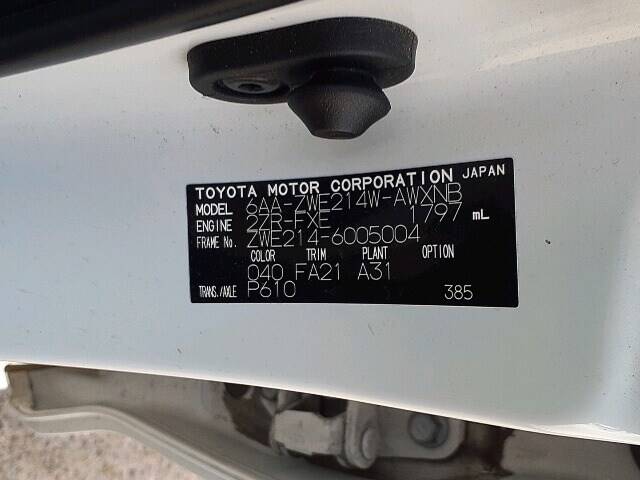 TOYOTA MOTOR CORPORATION JAPAN
MODEL 6AA-ZWE214W-AWXNB
ENGINE 2ZR-FXE 1797 mL
FRAME No. ZWE214-6005004
COLOR TRIM PLANT OPTION
040 FA21 A31
TRANS./AXLE P610 385